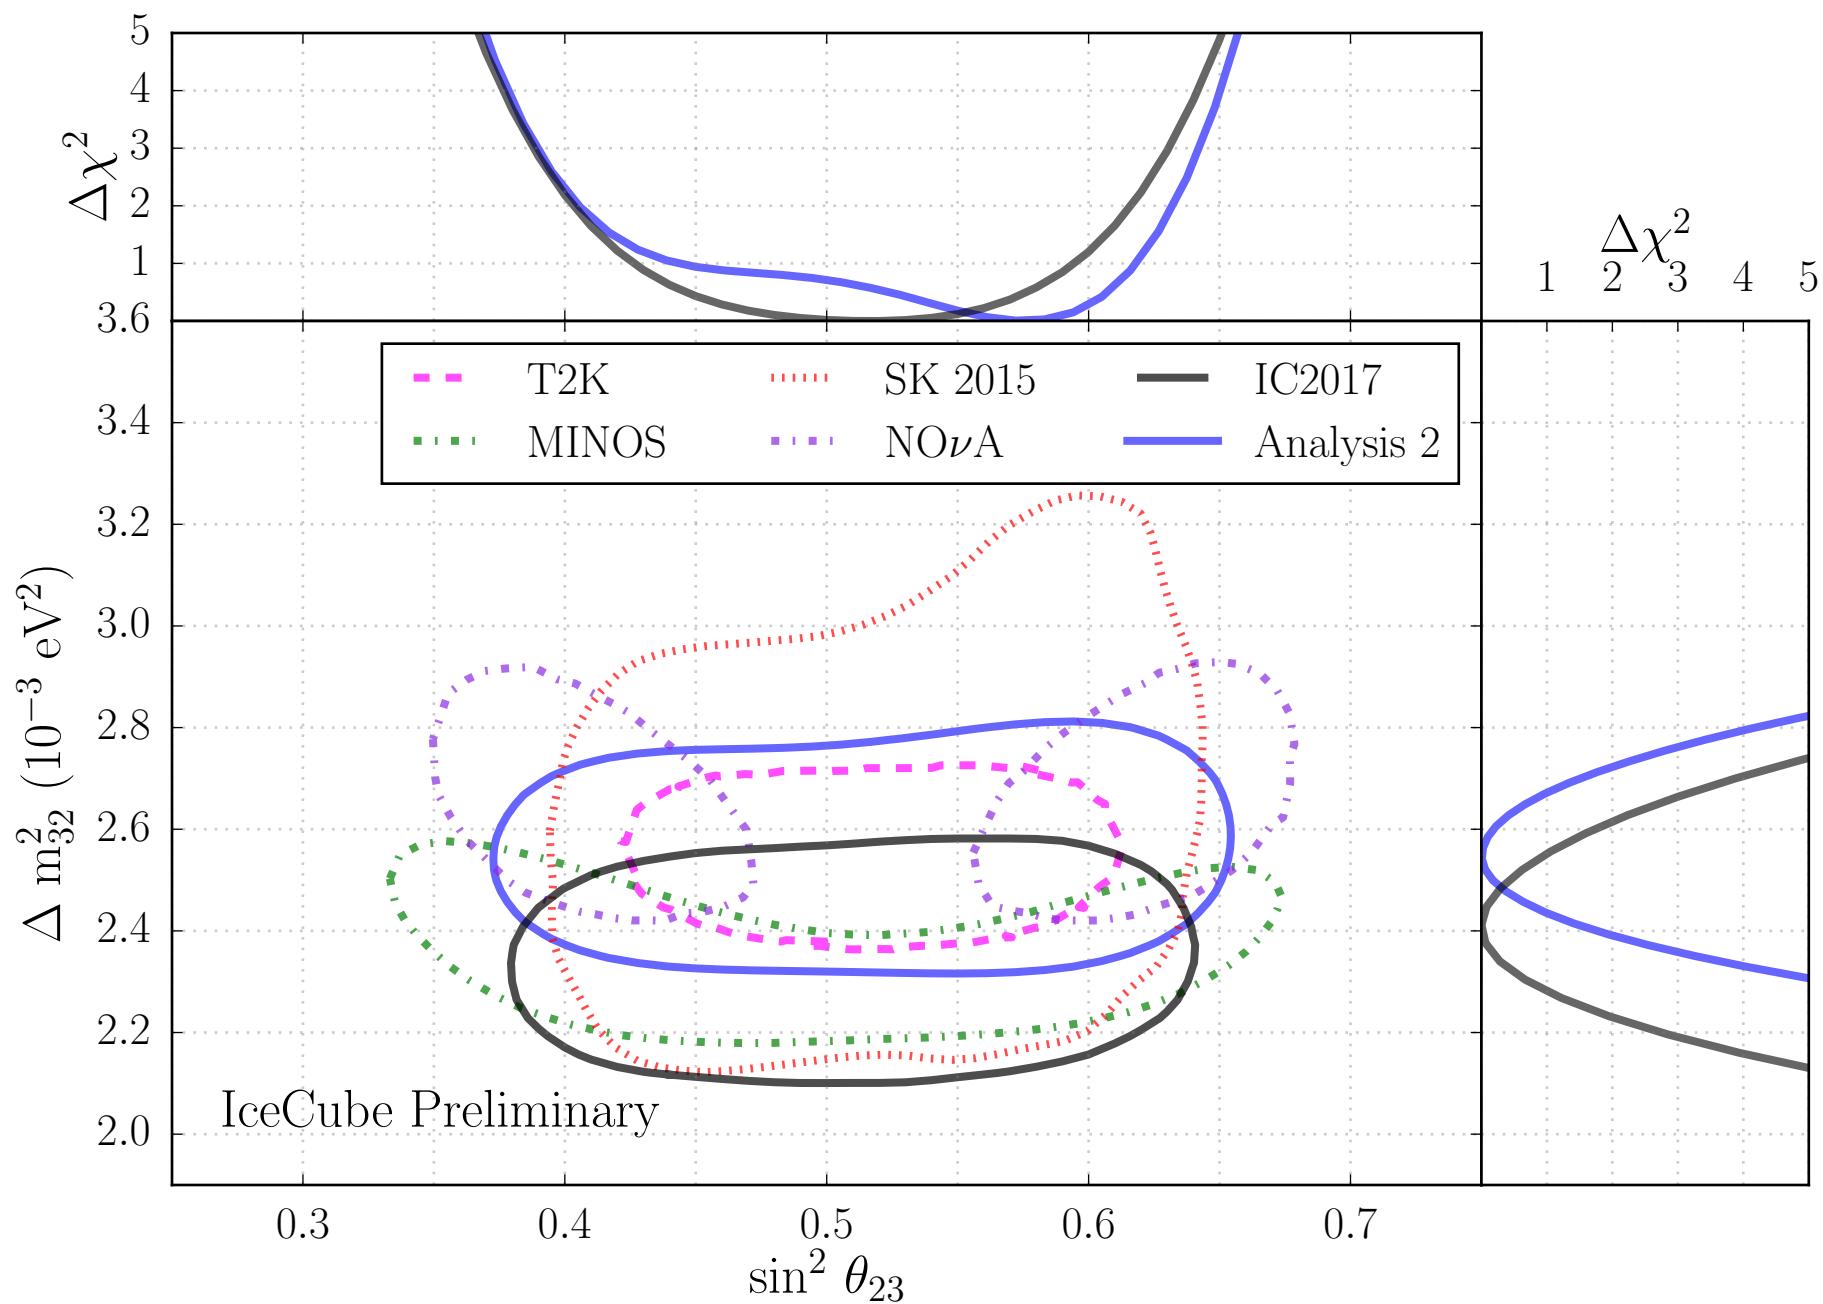 5
4
3
2
1
Δχ²
Δχ²
1 2 3 4 5
3.6
3.4
3.2
3.0
2.8
2.6
2.4
2.2
2.0
Δ m²₃₂ (10⁻³ eV²)
T2K SK 2015 IC2017
MINOS NOνA Analysis 2
IceCube Preliminary
0.3 0.4 0.5 0.6 0.7
sin² θ₂₃